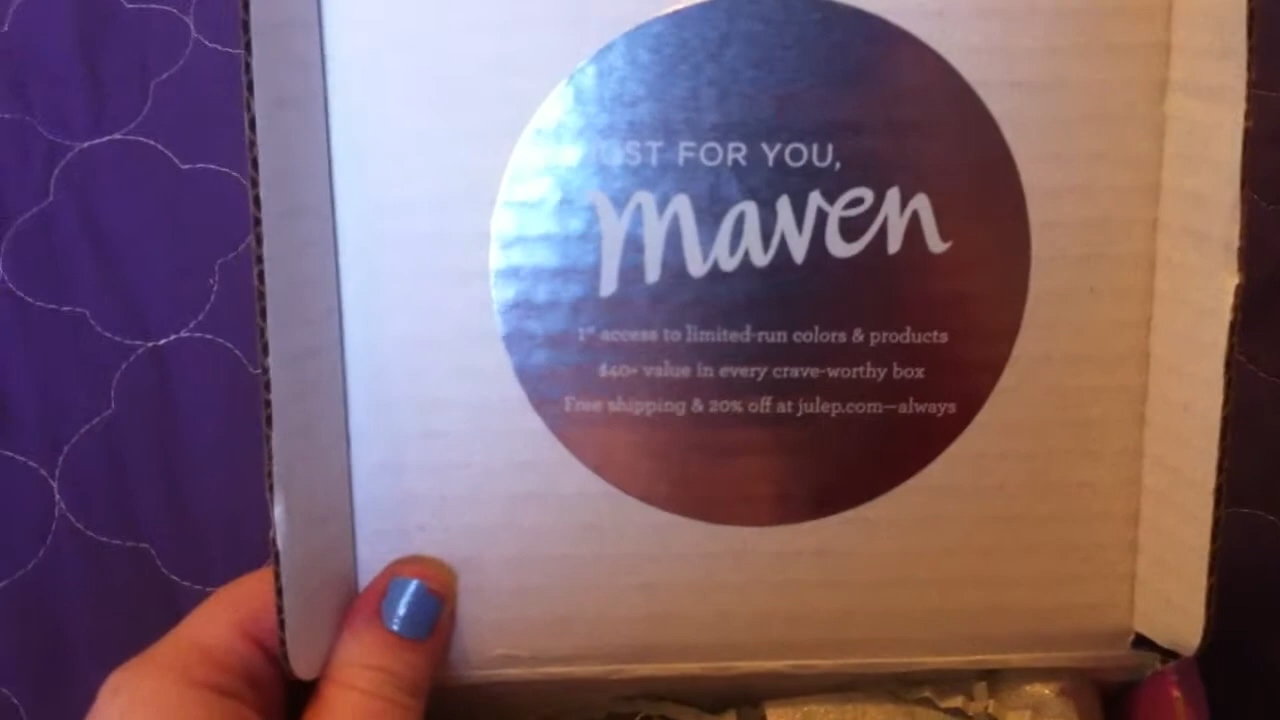 JUST FOR YOU,
maven
1st access to limited-run colors & products
$40+ value in every crave-worthy box
Free shipping & 20% off at julep.com—always